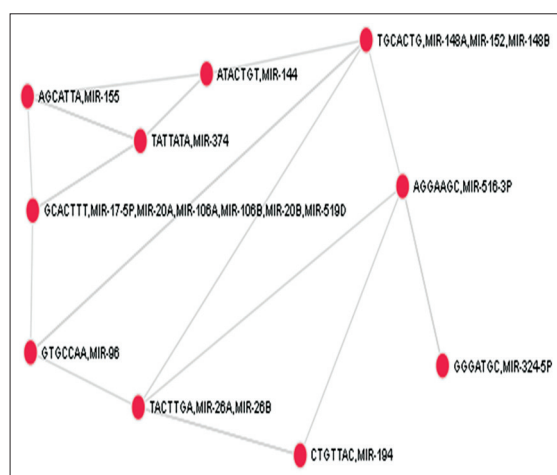 TGCACTG,MIR-148A,MIR-152,MIR-148B
ATACTGT,MIR-144
AGCATTA,MIR-155
TATTATA,MIR-374
AGGAAGC,MIR-516-3P
GCACTTT,MIR-17-5P,MIR-20A,MIR-106A,MIR-106B,MIR-20B,MIR-519D
GTGCCAA,MIR-96
GGGATGC,MIR-324-5P
TACTTGA,MIR-26A,MIR-26B
CTGTTAC,MIR-194